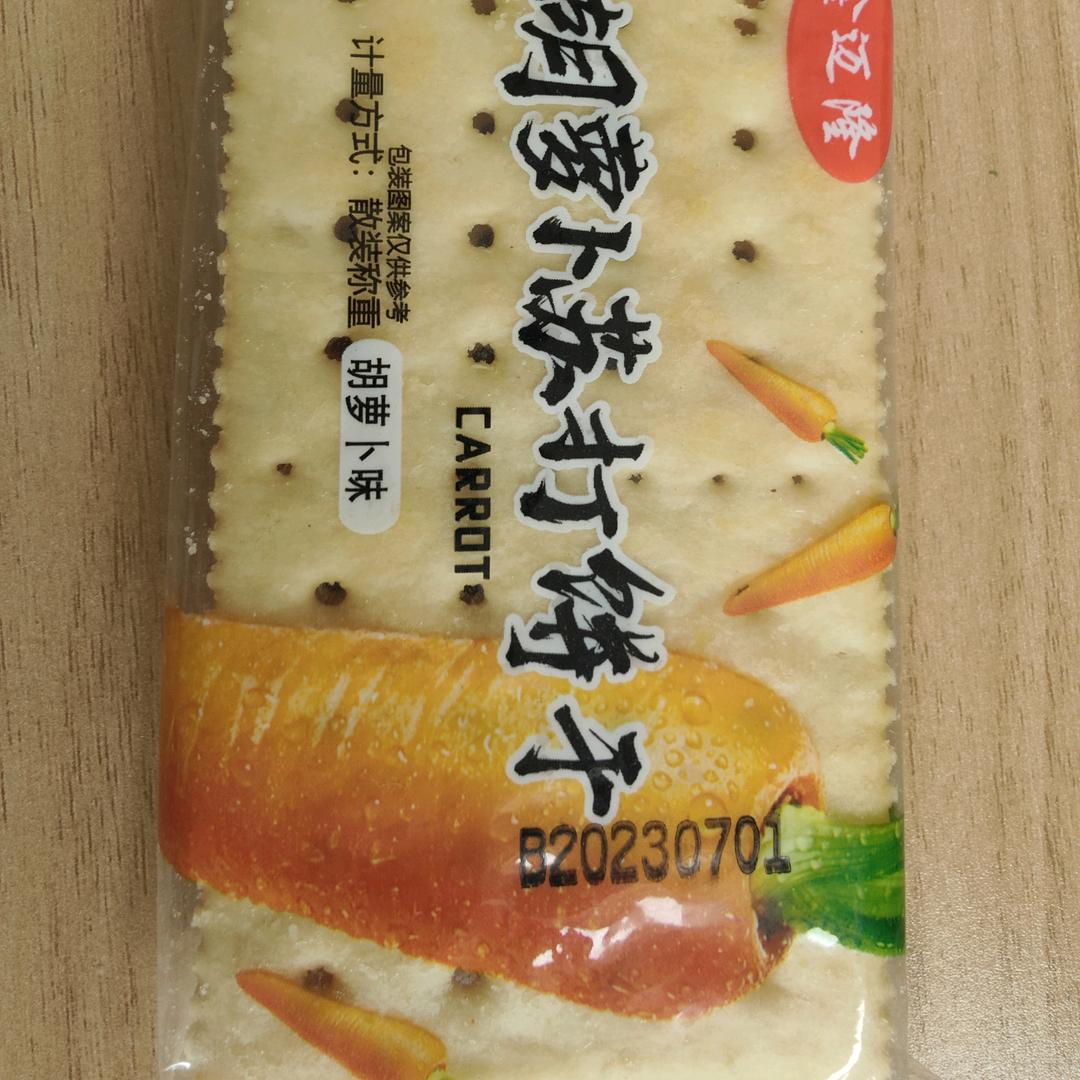 迈隆
胡萝卜苏打饼干
CARROT
包装图案仅供参考
计量方式：散装称重
胡萝卜味
B20230701